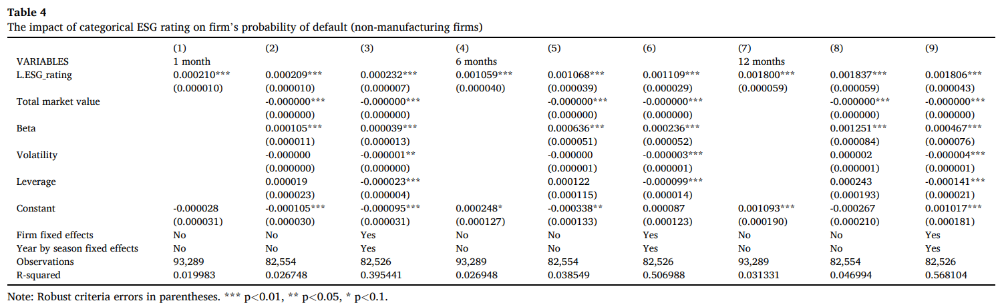 Table 4
The impact of categorical ESG rating on firm's probability of default (non-manufacturing firms)
(1) (2) (3) (4) (5) (6) (7) (8) (9)
VARIABLES 1 month 6 months 12 months
L.ESG_rating 0.000210*** 0.000209*** 0.000232*** 0.001059*** 0.001068*** 0.001109*** 0.001800*** 0.001837*** 0.001806***
(0.000010) (0.000010) (0.000007) (0.000040) (0.000039) (0.000029) (0.000059) (0.000059) (0.000043)
Total market value -0.000000*** -0.000000*** -0.000000*** -0.000000*** -0.000000*** -0.000000***
(0.000000) (0.000000) (0.000000) (0.000000) (0.000000) (0.000000)
Beta 0.000105*** 0.000039*** 0.000636*** 0.000236*** 0.001251*** 0.000467***
(0.000011) (0.000013) (0.000051) (0.000052) (0.000084) (0.000076)
Volatility -0.000000 -0.000001** -0.000000 -0.000003*** 0.000002 -0.000004***
(0.000000) (0.000000) (0.000001) (0.000001) (0.000001) (0.000001)
Leverage 0.000019 -0.000023*** 0.000122 -0.000099*** 0.000243 -0.000141***
(0.000023) (0.000004) (0.000115) (0.000014) (0.000193) (0.000021)
Constant -0.000028 -0.000105*** -0.000095*** 0.000248* -0.000338** 0.000087 0.001093*** -0.000267 0.001017***
(0.000031) (0.000030) (0.000031) (0.000127) (0.000133) (0.000123) (0.000190) (0.000210) (0.000181)
Firm fixed effects No No Yes No No Yes No No Yes
Year by season fixed effects No No Yes No No Yes No No Yes
Observations 93,289 82,554 82,526 93,289 82,554 82,526 93,289 82,554 82,526
R-squared 0.019983 0.026748 0.395441 0.026948 0.038549 0.506988 0.031331 0.046994 0.568104
Note: Robust criteria errors in parentheses. *** p<0.01, ** p<0.05, * p<0.1.